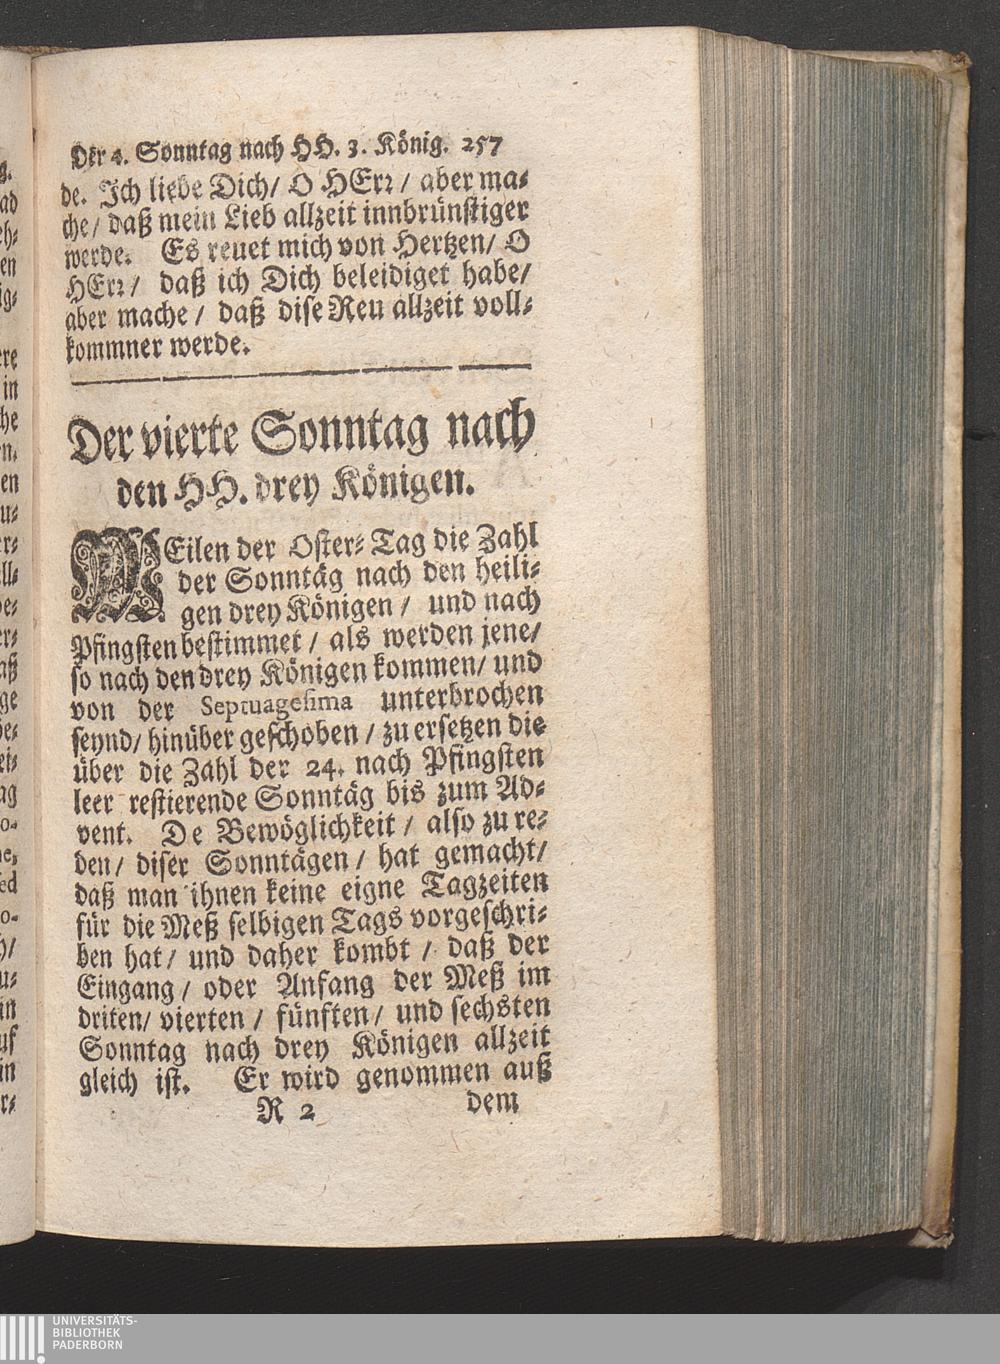 Der 4. Sonntag nach HH. 3. König. 257
de. Ich liebe Dich/ O HErꝛ/ aber ma⸗
che/ daß mein Lieb allzeit innbrünstiger
werde. Es reuet mich von Hertzen/ O
HErꝛ/ daß ich Dich beleidiget habe/
aber mache/ daß dise Reu allzeit voll⸗
kommner werde.
Der vierte Sonntag nach
den HH. drey Königen.
WEilen der Oster⸗Tag die Zahl
der Sonntäg nach den heili⸗
gen drey Königen/ und nach
Pfingsten bestimmet/ als werden jene/
so nach den drey Königen kommen/ und
von der Septuagesima unterbrochen
seynd/ hinüber geschoben/ zu ersetzen die
über die Zahl der 24. nach Pfingsten
leer restierende Sonntäg bis zum Ad⸗
vent. De Bewöglichkeit/ also zu re⸗
den/ diser Sonntägen/ hat gemacht/
daß man ihnen keine eigne Tagzeiten
für die Meß selbigen Tags vorgeschri⸗
ben hat/ und daher kombt/ daß der
Eingang/ oder Anfang der Meß im
driten/ vierten/ fünften/ und sechsten
Sonntag nach drey Königen allzeit
gleich ist. Er wird genommen auß
R 2 dem
UNIVERSITÄTS-
BIBLIOTHEK
PADERBORN